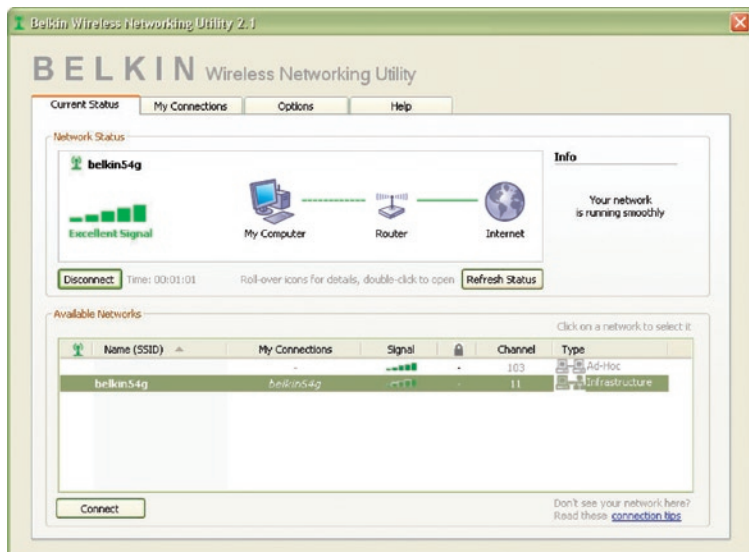 Belkin Wireless Networking Utility 2.1
BELKIN Wireless Networking Utility
Current Status My Connections Options Help
Network Status
belkin54g
Info
Your network
is running smoothly
Excellent Signal
My Computer Router Internet
Disconnect Time: 00:01:01 Roll-over icons for details, double-click to open Refresh Status
Available Networks
Click on a network to select it
Name (SSID) My Connections Signal Channel Type
- - 103 Ad-Hoc
belkin54g belkin54g - 11 Infrastructure
Connect
Don't see your network here?
Read these connection tips